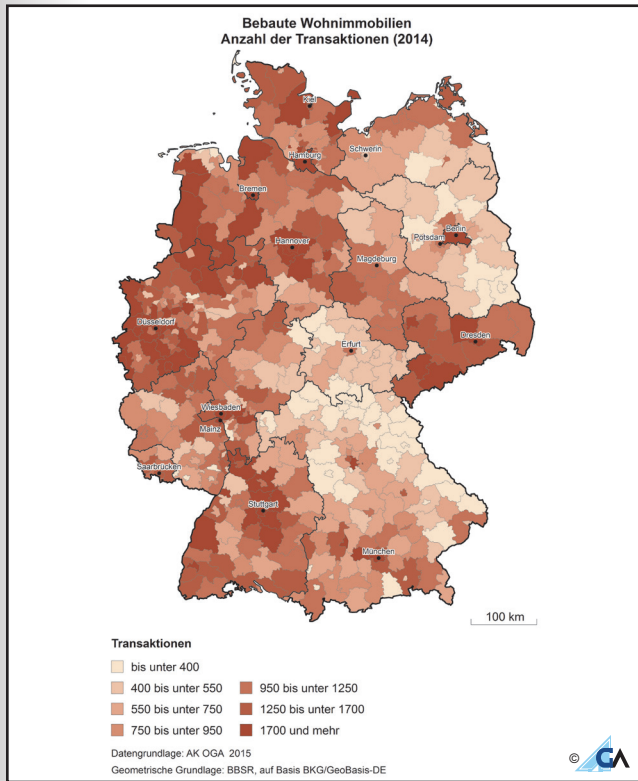 Bebaute Wohnimmobilien
Anzahl der Transaktionen (2014)
Kiel
Schwerin
Hamburg
Bremen
Berlin
Potsdam
Hannover
Magdeburg
Düsseldorf
Dresden
Erfurt
Wiesbaden
Mainz
Saarbrücken
Stuttgart
München
100 km
Transaktionen
bis unter 400
400 bis unter 550
950 bis unter 1250
550 bis unter 750
1250 bis unter 1700
750 bis unter 950
1700 und mehr
Datengrundlage: AK OGA 2015
Geometrische Grundlage: BBSR, auf Basis BKG/GeoBasis-DE
© GA